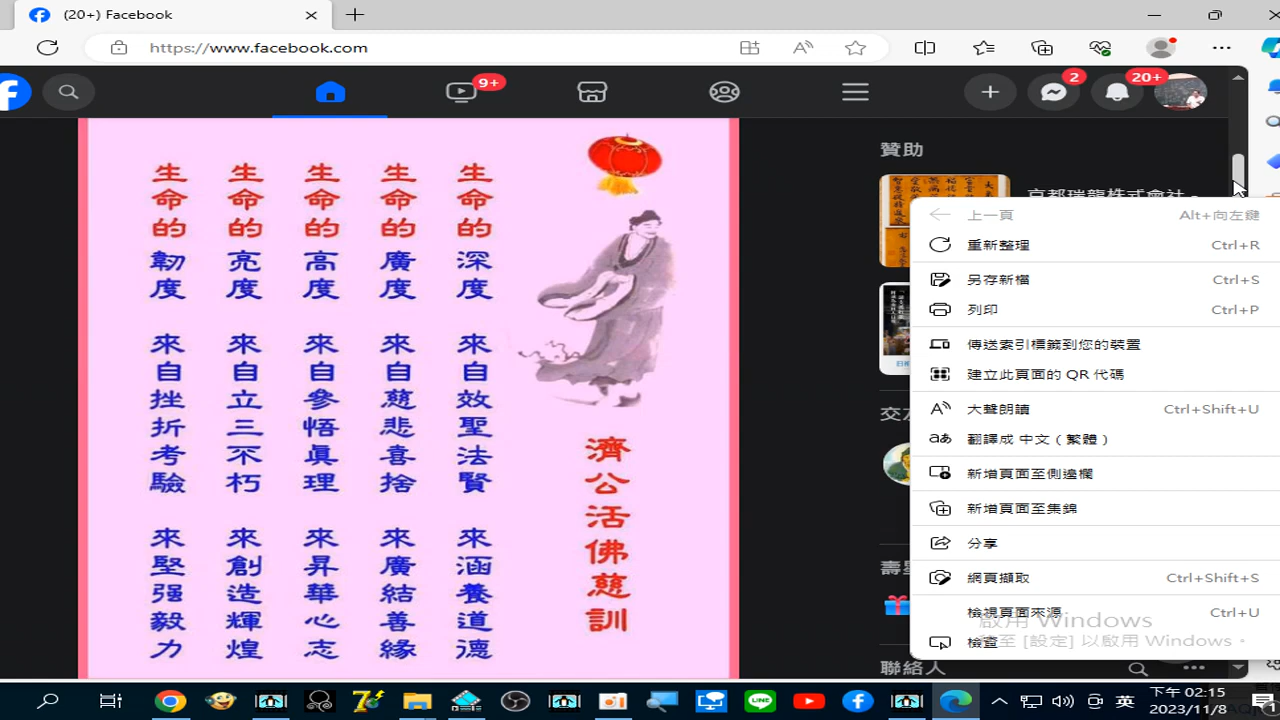 (20+) Facebook
https://www.facebook.com
9+
2
20+
濟公活佛慈訓
生命的深度 來自效聖法賢 來涵養道德
生命的廣度 來自慈悲喜捨 來廣結善緣
生命的高度 來自參悟眞理 來昇華心志
生命的亮度 來自立三不朽 來創造輝煌
生命的韌度 來自挫折考驗 來堅强毅力
贊助
京都瑞龍株式會社 -
上一頁 Alt+向左鍵
重新整理 Ctrl+R
另存新檔 Ctrl+S
列印 Ctrl+P
傳送索引標籤到您的裝置
建立此頁面的 QR 代碼
大聲朗讀 Ctrl+Shift+U
翻譯成 中文 (繁體)
新增頁面至側邊欄
新增頁面至集錦
分享
網頁擷取 Ctrl+Shift+S
檢視頁面來源 Ctrl+U
檢查
啟用 Windows
移至 [設定] 以啟用 Windows。
聯絡人
英
下午 02:15
2023/11/8